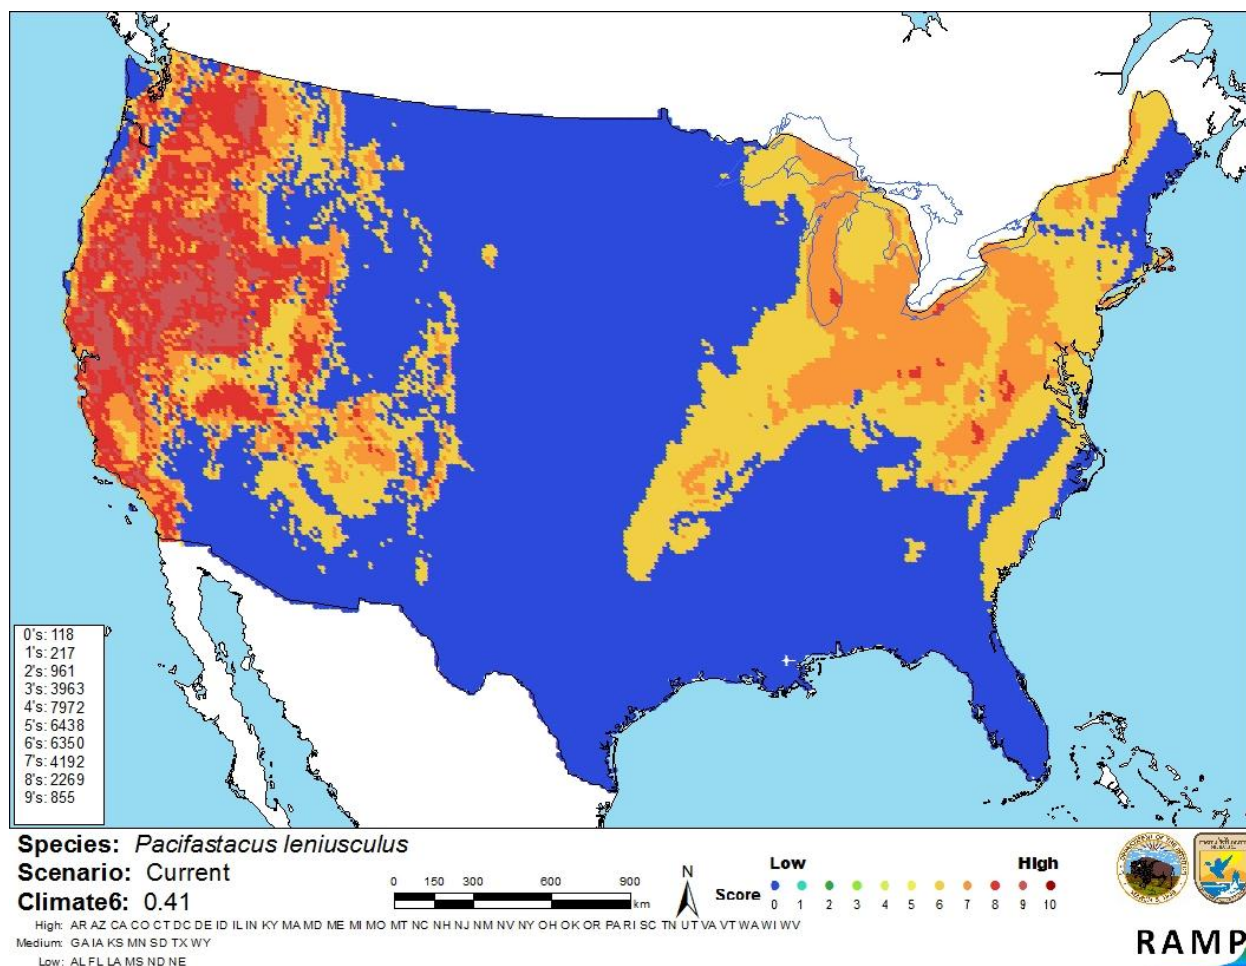 0's: 118
1's: 217
2's: 961
3's: 3963
4's: 7972
5's: 6438
6's: 6350
7's: 4192
8's: 2269
9's: 855
Species: Pacifastacus leniusculus
Scenario: Current
Climate6: 0.41
0 150 300 600 900
km
N
Low High
Score
0 1 2 3 4 5 6 7 8 9 10
High: AR AZ CA CO CT DC DE ID IL IN KY MA MD ME MI MO MT NC NH NJ NM NV NY OH OK OR PA RI SC TN UT VA VT WA WI WV
Medium: GA IA KS MN SD TX WY
Low: AL FL LA MS ND NE
RAMP